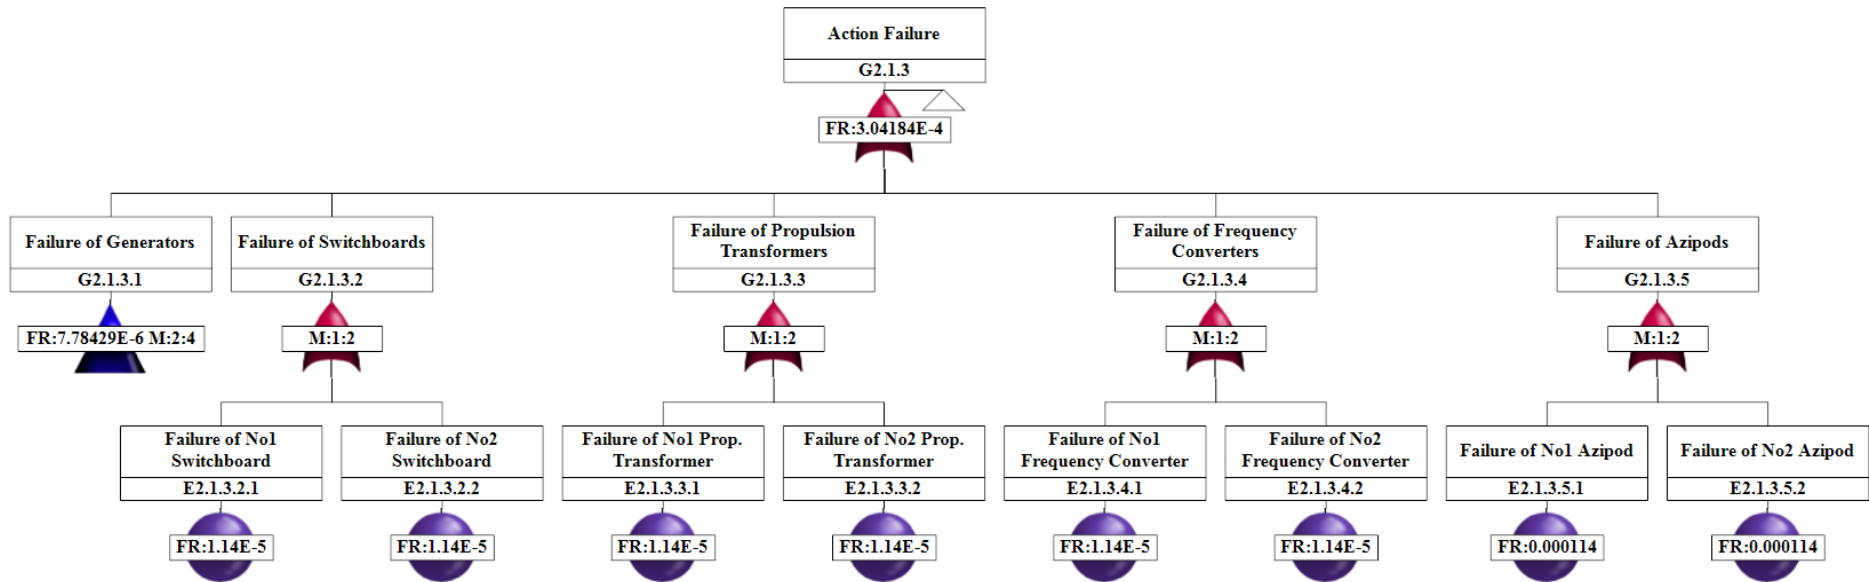 Action Failure
G2.1.3
FR:3.04184E-4
Failure of Generators
G2.1.3.1
FR:7.78429E-6 M:2:4
Failure of Switchboards
G2.1.3.2
M:1:2
Failure of Propulsion
Transformers
G2.1.3.3
M:1:2
Failure of Frequency
Converters
G2.1.3.4
M:1:2
Failure of Azipods
G2.1.3.5
M:1:2
Failure of No1
Switchboard
E2.1.3.2.1
FR:1.14E-5
Failure of No2
Switchboard
E2.1.3.2.2
FR:1.14E-5
Failure of No1 Prop.
Transformer
E2.1.3.3.1
FR:1.14E-5
Failure of No2 Prop.
Transformer
E2.1.3.3.2
FR:1.14E-5
Failure of No1
Frequency Converter
E2.1.3.4.1
FR:1.14E-5
Failure of No2
Frequency Converter
E2.1.3.4.2
FR:1.14E-5
Failure of No1 Azipod
E2.1.3.5.1
FR:0.000114
Failure of No2 Azipod
E2.1.3.5.2
FR:0.000114